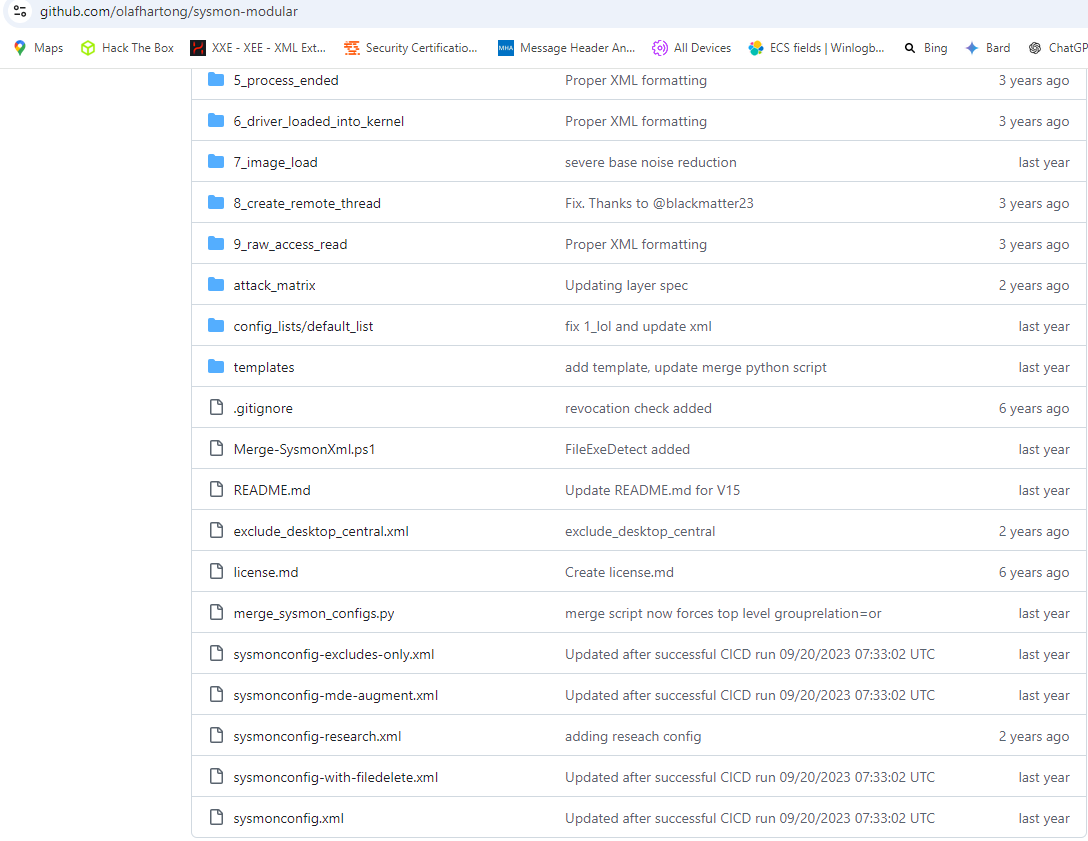 github.com/olafhartong/sysmon-modular
Maps Hack The Box XXE - XEE - XML Ext... Security Certificatio... MHA Message Header An... All Devices ECS fields | Winlogb... Bing Bard ChatGP
5_process_ended Proper XML formatting 3 years ago
6_driver_loaded_into_kernel Proper XML formatting 3 years ago
7_image_load severe base noise reduction last year
8_create_remote_thread Fix. Thanks to @blackmatter23 3 years ago
9_raw_access_read Proper XML formatting 3 years ago
attack_matrix Updating layer spec 2 years ago
config_lists/default_list fix 1_lol and update xml last year
templates add template, update merge python script last year
.gitignore revocation check added 6 years ago
Merge-SysmonXml.ps1 FileExeDetect added last year
README.md Update README.md for V15 last year
exclude_desktop_central.xml exclude_desktop_central 2 years ago
license.md Create license.md 6 years ago
merge_sysmon_configs.py merge script now forces top level grouprelation=or last year
sysmonconfig-excludes-only.xml Updated after successful CICD run 09/20/2023 07:33:02 UTC last year
sysmonconfig-mde-augment.xml Updated after successful CICD run 09/20/2023 07:33:02 UTC last year
sysmonconfig-research.xml adding reseach config 2 years ago
sysmonconfig-with-filedelete.xml Updated after successful CICD run 09/20/2023 07:33:02 UTC last year
sysmonconfig.xml Updated after successful CICD run 09/20/2023 07:33:02 UTC last year